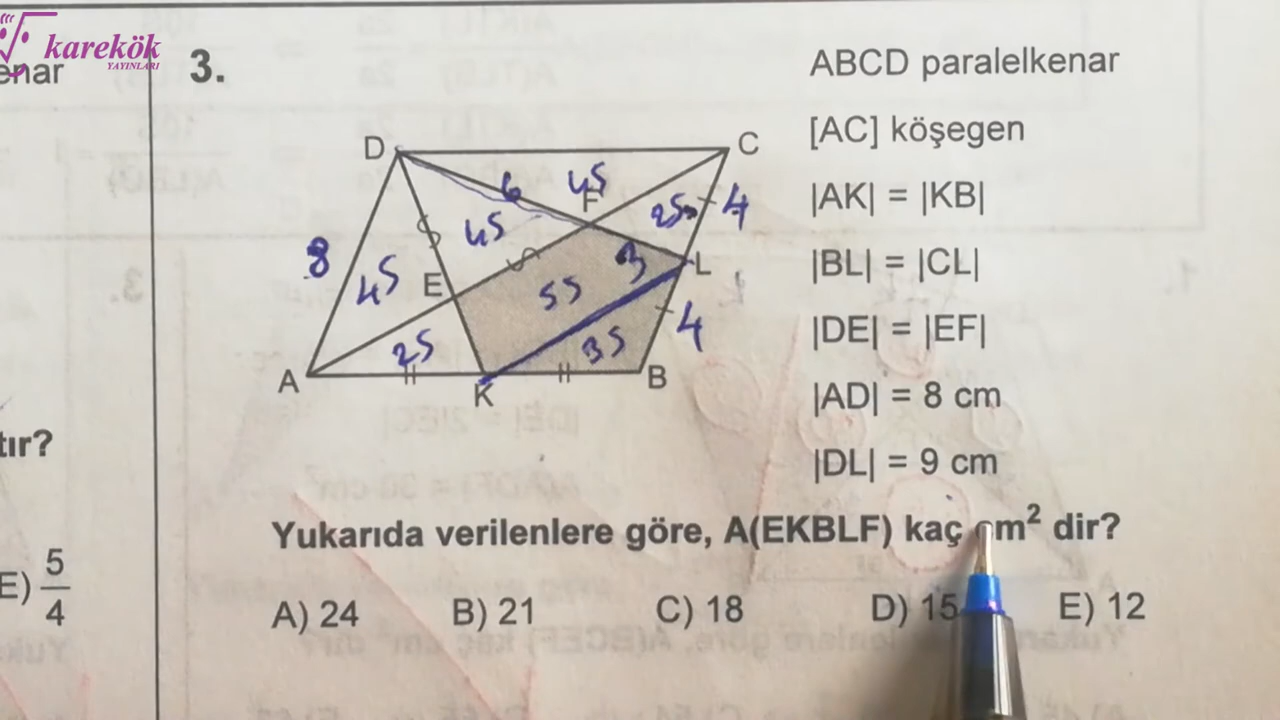 karekök
YAYINLARI
enar
3.
ABCD paralelkenar
[AC] köşegen
|AK| = |KB|
|BL| = |CL|
|DE| = |EF|
|AD| = 8 cm
|DL| = 9 cm
D
C
6
4S
F
2S
4
8
4S
4S
E
3
L
5S
2S
3S
4
A
K
B
tır?
Yukarıda verilenlere göre, A(EKBLF) kaç cm² dir?
E) 5/4
A) 24 B) 21 C) 18 D) 15 E) 12